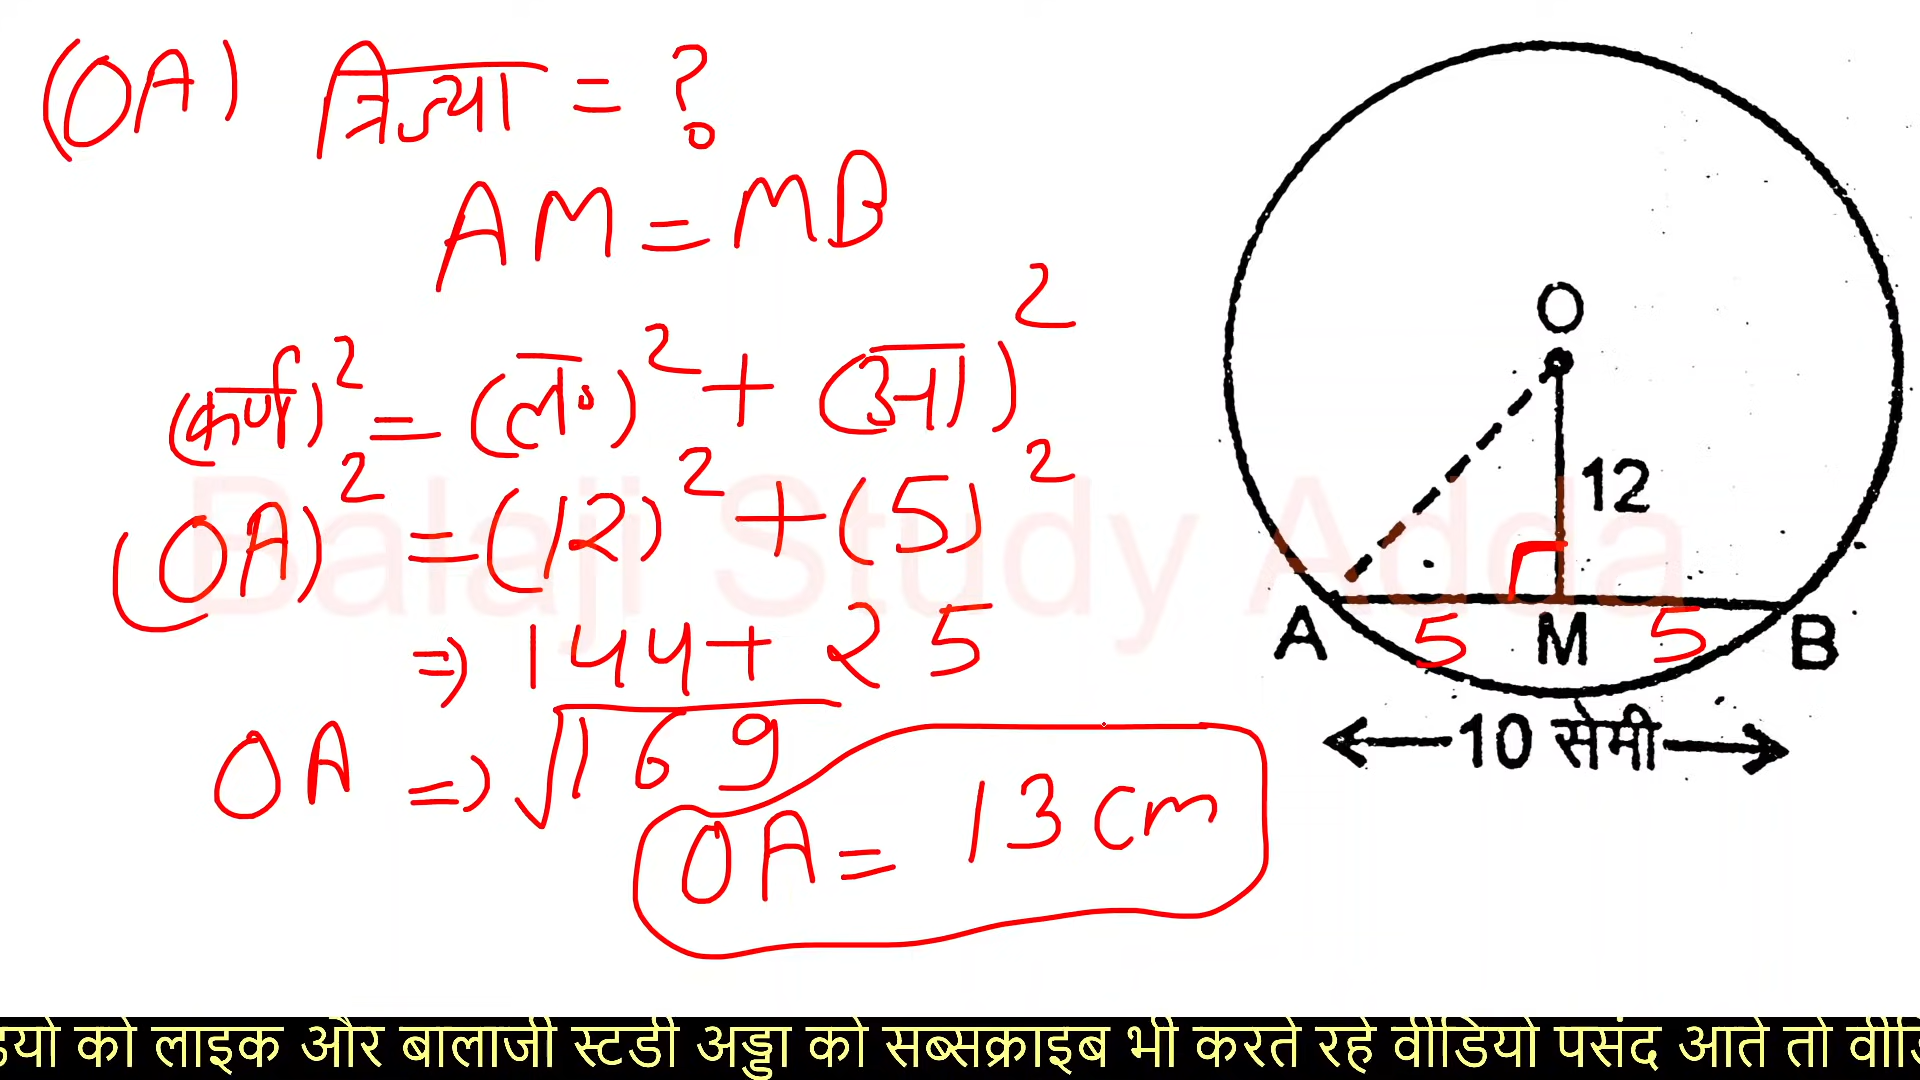 (OA) त्रिज्या = ?
AM = MB
(कर्ण)² = (लं०)² + (आ)²
(OA)² = (12)² + (5)²
⇒ 144 + 25
OA ⇒ √169
OA = 13 cm
O
12
A 5 M 5 B
10 सेमी
Balaji Study Adda
डियो को लाइक और बालाजी स्टडी अड्डा को सब्सक्राइब भी करते रहे वीडियो पसंद आते तो वीडि